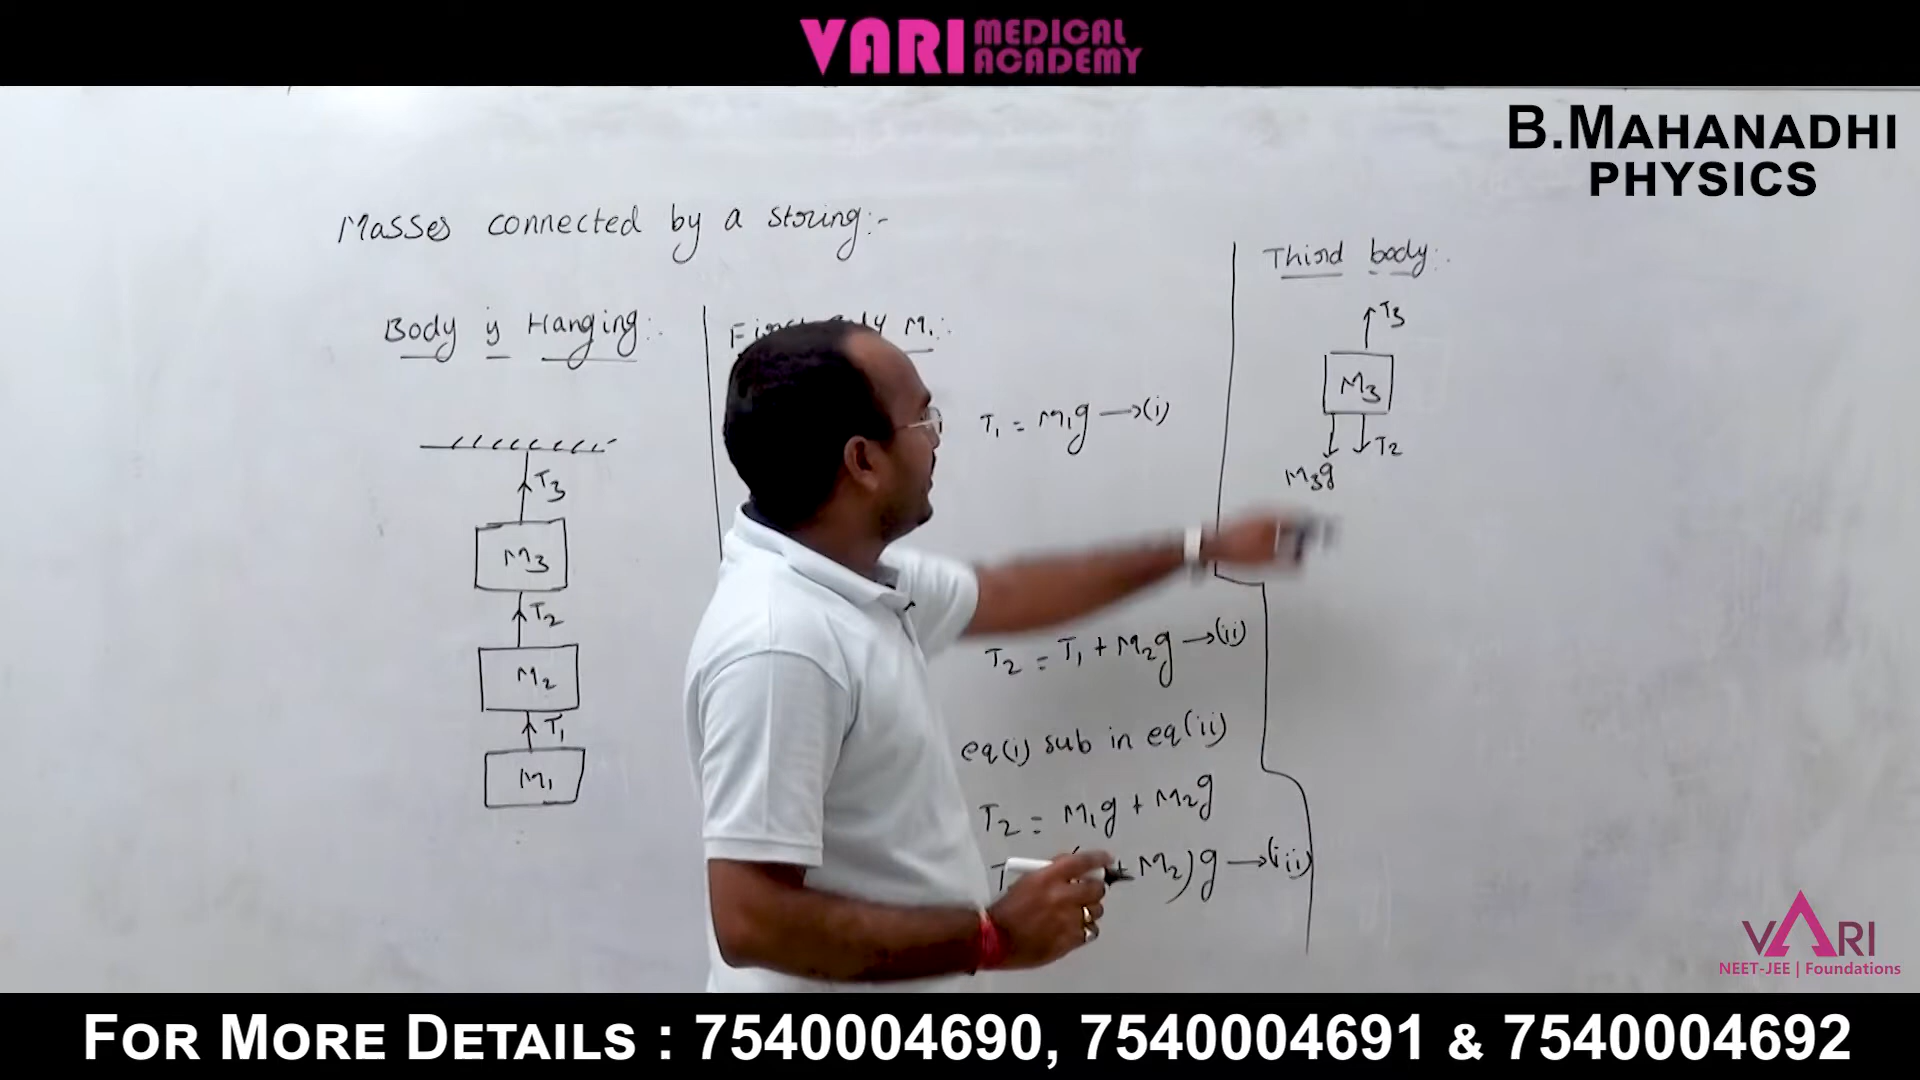 VARI MEDICAL ACADEMY
B.MAHANADHI
PHYSICS
Masses connected by a string:-
Body is Hanging:
T3
M3
T2
M2
T1
M1
M1:
T1 = M1g →(i)
T2 = T1 + M2g →(ii)
eq(i) sub in eq(ii)
T2 = M1g + M2g
+ M2)g →(iii)
Third body:
T3
M3
T2
M3g
VARI
NEET-JEE | Foundations
FOR MORE DETAILS : 7540004690, 7540004691 & 7540004692